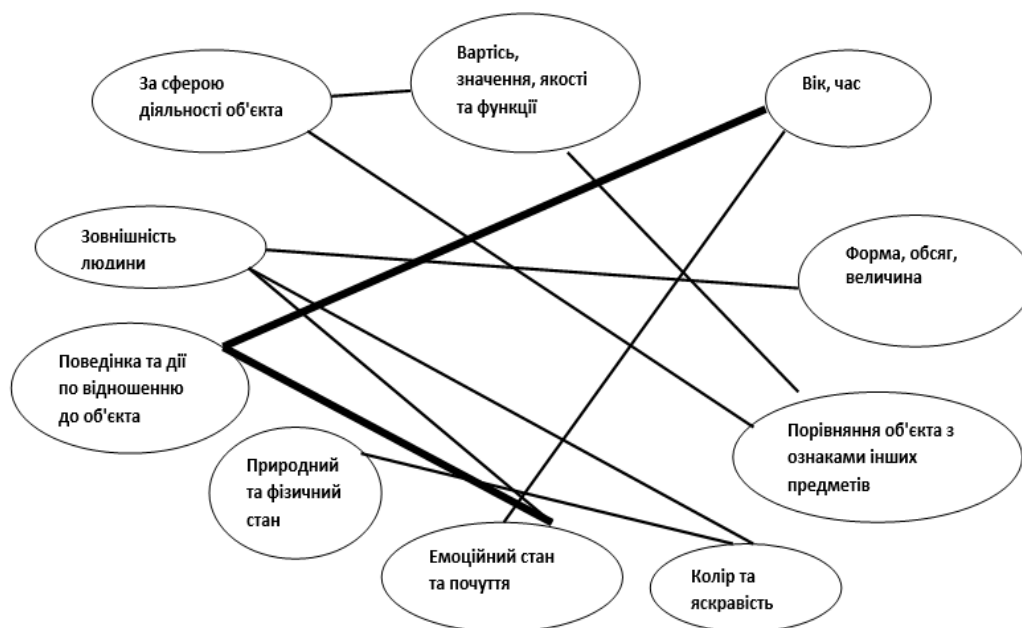 За сферою
діяльності об'єкта
Вартісь,
значення, якості
та функції
Вік, час
Зовнішність
людини
Форма, обсяг,
величина
Поведінка та дії
по відношенню
до об'єкта
Порівняння об'єкта з
ознаками інших
предметів
Природний
та фізичний
стан
Емоційний стан
та почуття
Колір та
яскравість